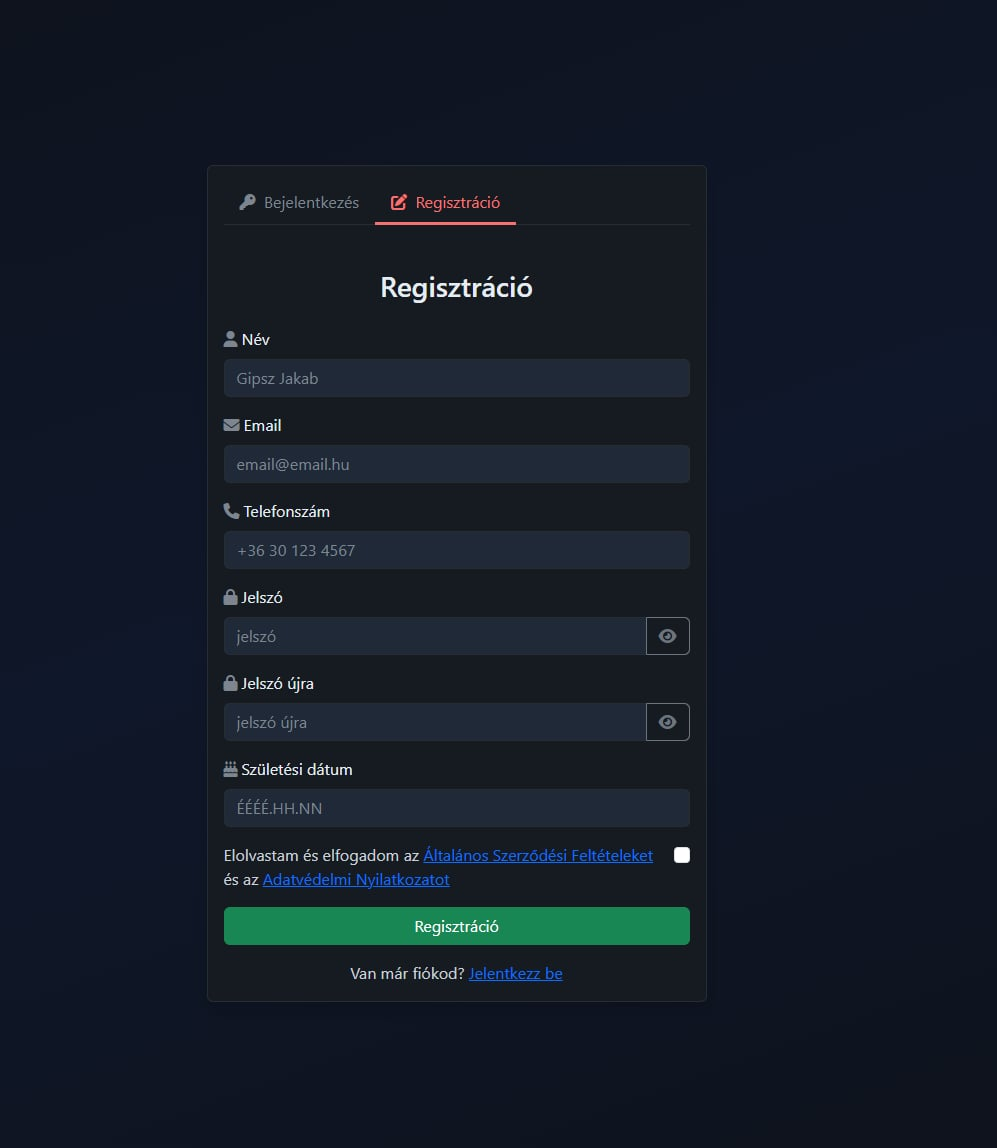 Bejelentkezés Regisztráció
Regisztráció
Név
Gipsz Jakab
Email
email@email.hu
Telefonszám
+36 30 123 4567
Jelszó
jelszó
Jelszó újra
jelszó újra
Születési dátum
ÉÉÉÉ.HH.NN
Elolvastam és elfogadom az Általános Szerződési Feltételeket
és az Adatvédelmi Nyilatkozatot
Regisztráció
Van már fiókod? Jelentkezz be